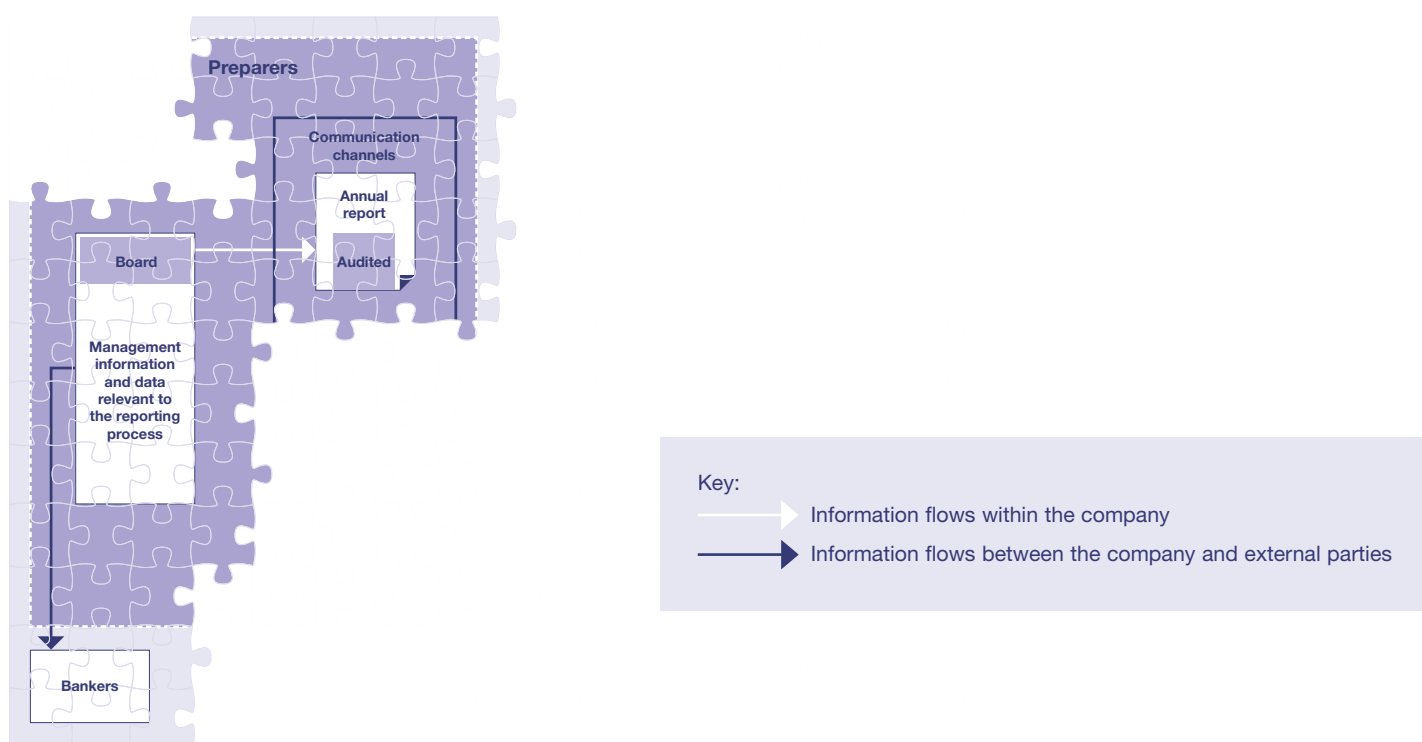 Preparers
Communication
channels
Annual
report
Audited
Board
Management
information
and data
relevant to
the reporting
process
Bankers
Key:
Information flows within the company
Information flows between the company and external parties